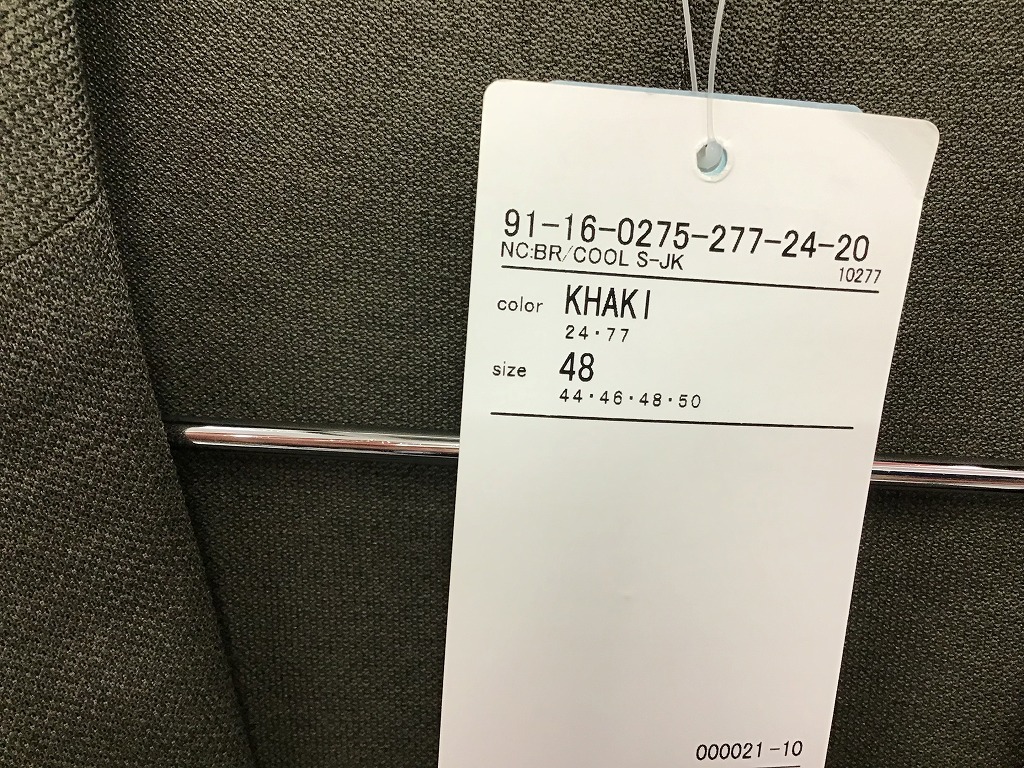 91-16-0275-277-24-20
NC:BR/COOL S-JK
10277
color KHAKI
24・77
size 48
44・46・48・50
000021-10